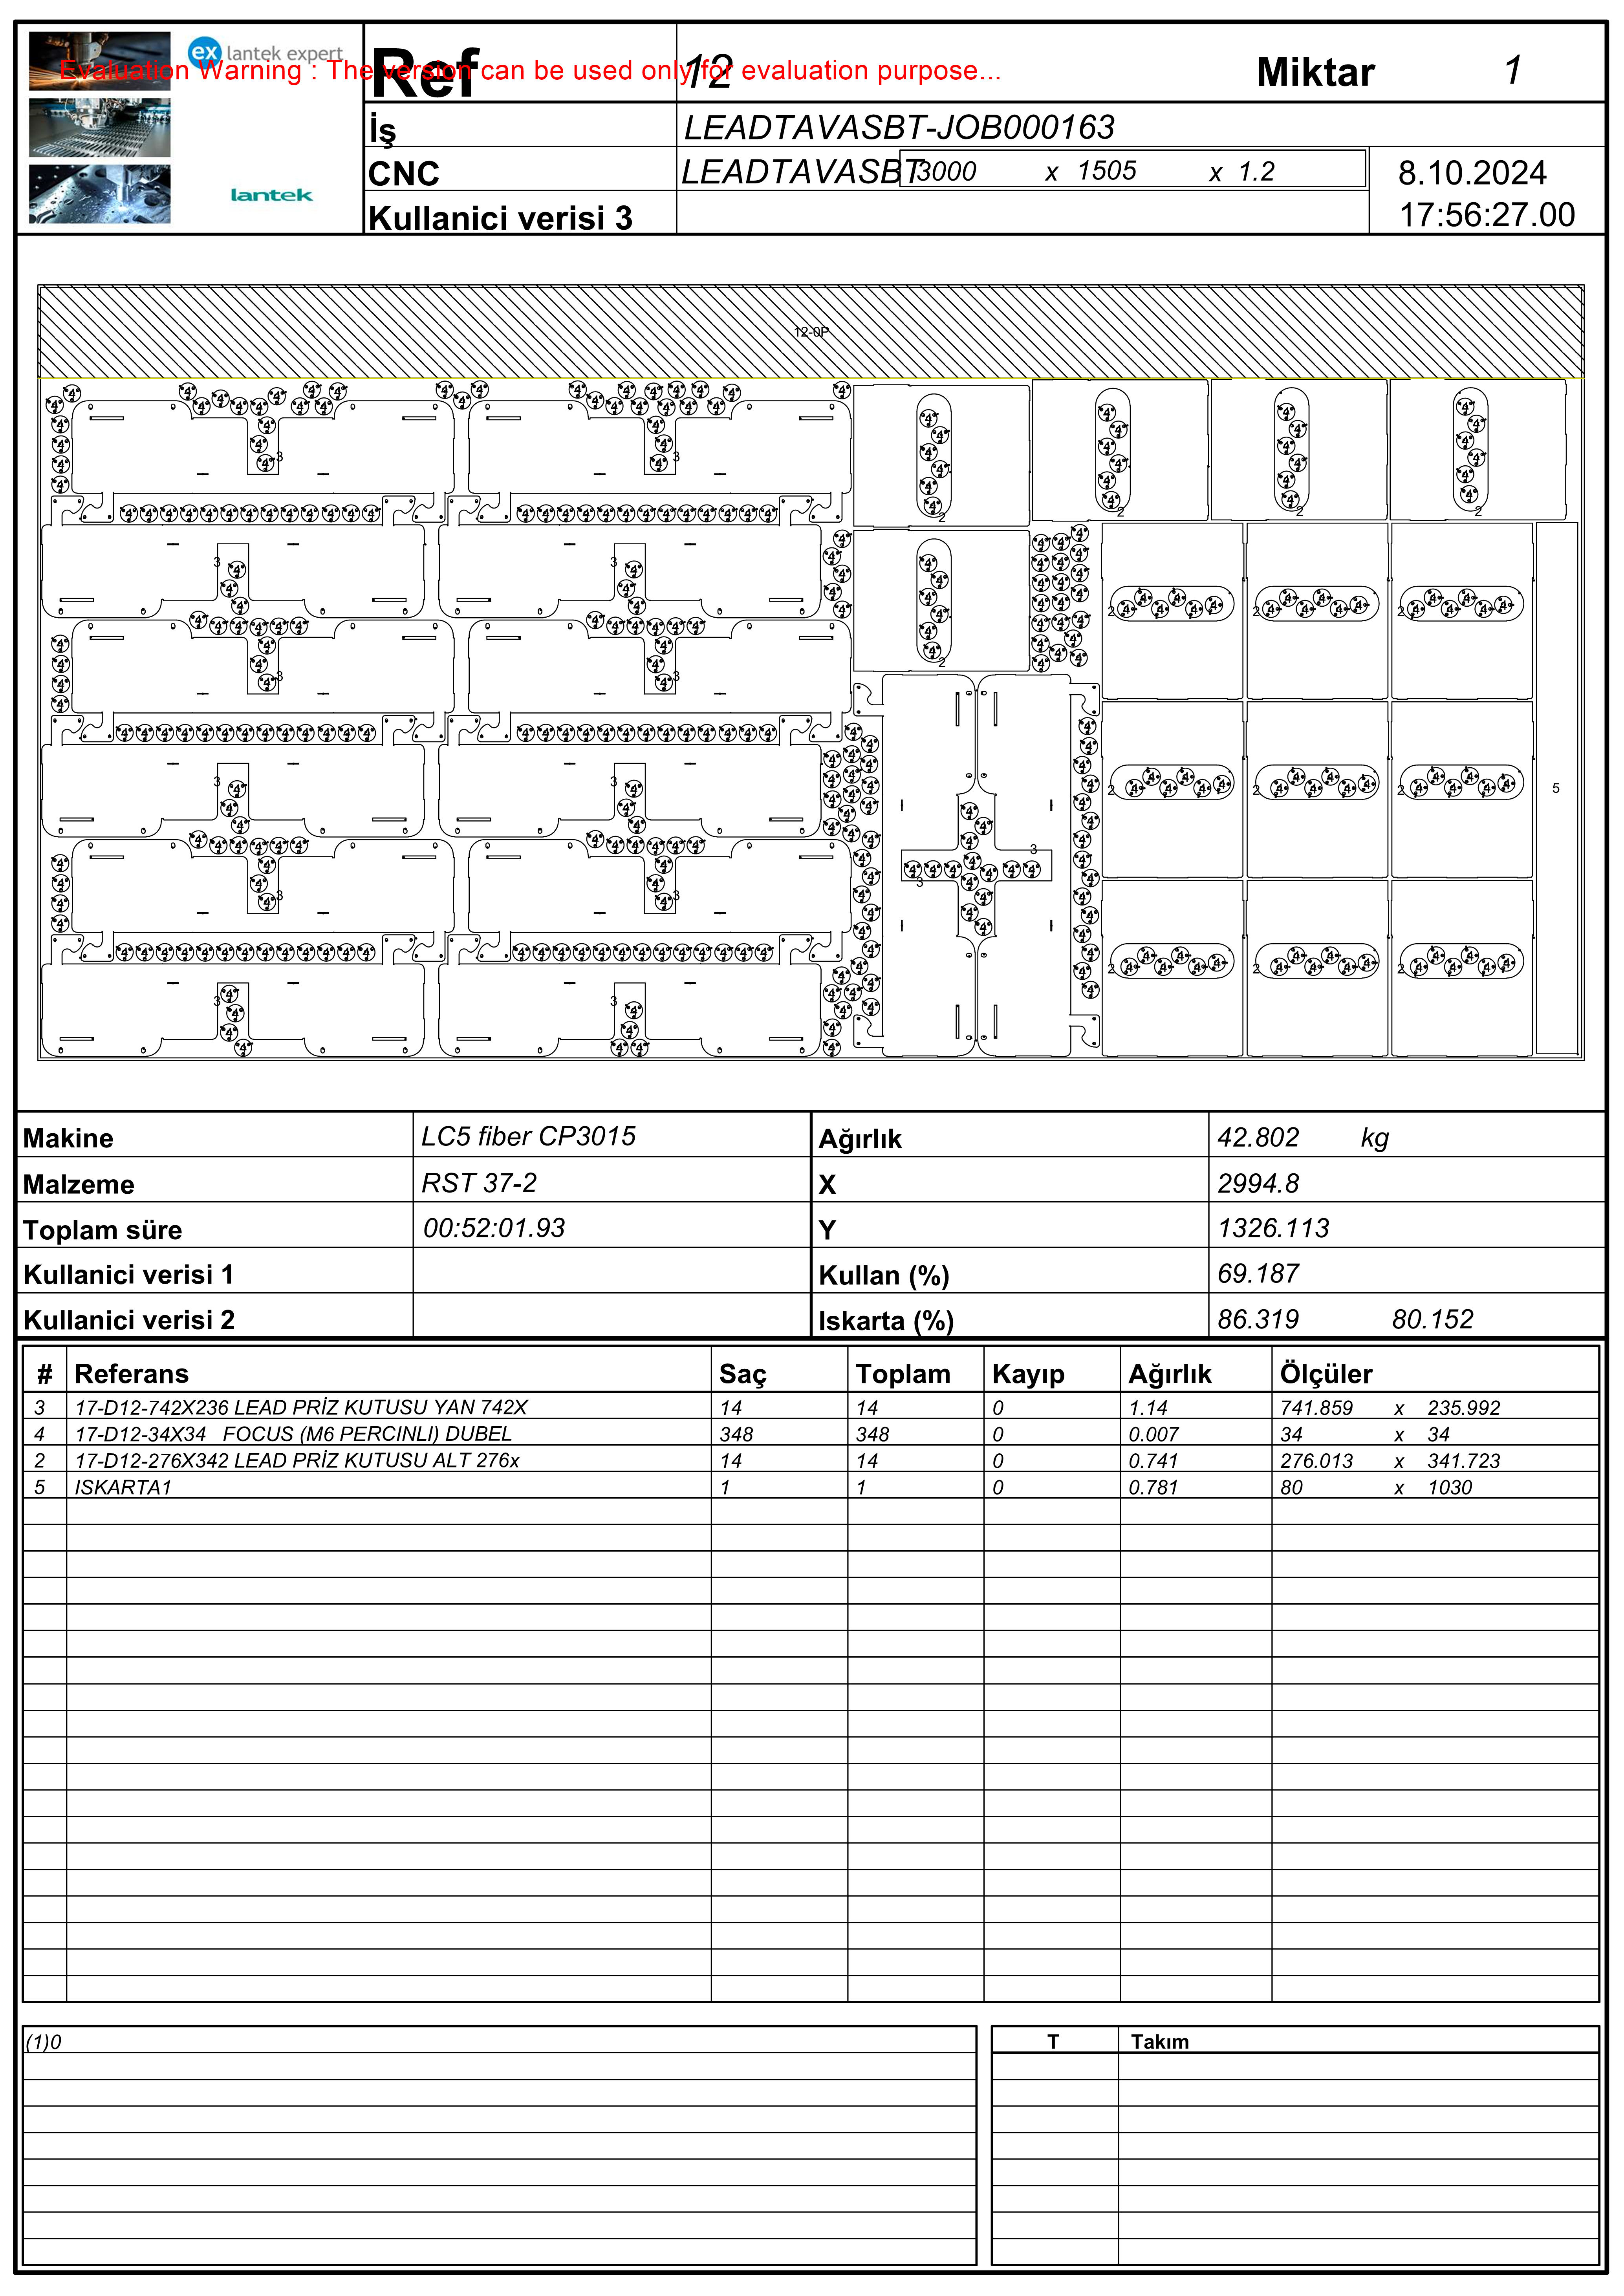 ex lantek expert
Evaluation Warning : The version can be used only for evaluation purpose...
Ref 12 Miktar 1
İş LEADTAVASBT-JOB000163
CNC LEADTAVASBT 3000 x 1505 x 1.2 8.10.2024
lantek
Kullanici verisi 3 17:56:27.00
12-0P
Makine LC5 fiber CP3015 Ağırlık 42.802 kg
Malzeme RST 37-2 X 2994.8
Toplam süre 00:52:01.93 Y 1326.113
Kullanici verisi 1 Kullan (%) 69.187
Kullanici verisi 2 Iskarta (%) 86.319 80.152
# Referans Saç Toplam Kayıp Ağırlık Ölçüler
3 17-D12-742X236 LEAD PRİZ KUTUSU YAN 742X 14 14 0 1.14 741.859 x 235.992
4 17-D12-34X34 FOCUS (M6 PERCINLI) DUBEL 348 348 0 0.007 34 x 34
2 17-D12-276X342 LEAD PRİZ KUTUSU ALT 276x 14 14 0 0.741 276.013 x 341.723
5 ISKARTA1 1 1 0 0.781 80 x 1030
(1)0
T Takım